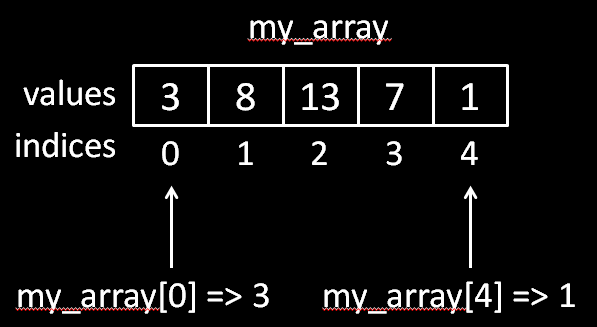 my_array
values 3 8 13 7 1
indices 0 1 2 3 4
my_array[0] => 3 my_array[4] => 1